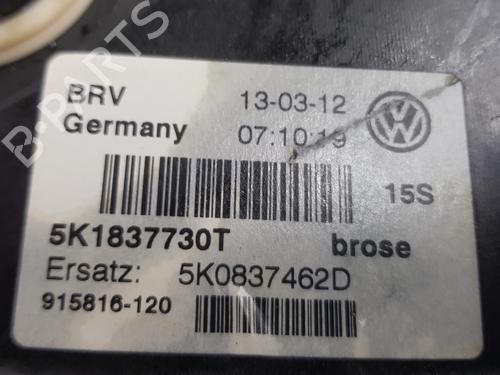 BRV 13-03-12
Germany 07:10:19
15S
5K1837730T brose
Ersatz: 5K0837462D
915816-120
B-PARTS